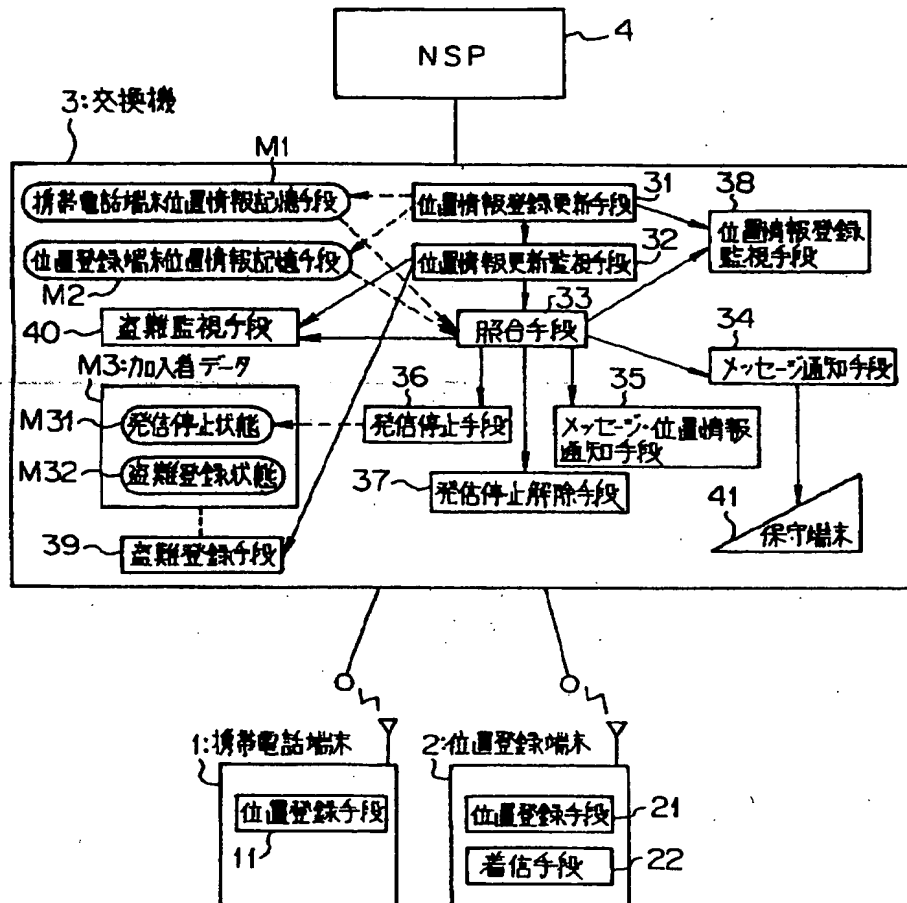 NSP
4
3:交換機
M1
携帯電話端末位置情報記憶手段
位置情報登録更新手段
31
38
位置情報登録
監視手段
位置登録端末位置情報記憶手段
M2
位置情報更新監視手段
32
33
照合手段
40
盗難監視手段
34
メッセージ通知手段
M3:加入者データ
M31
発信停止状態
M32
盗難登録状態
36
発信停止手段
35
メッセージ・位置情報
通知手段
37
発信停止解除手段
39
盗難登録手段
41
保守端末
1:携帯電話端末
位置登録手段
11
2:位置登録端末
位置登録手段
21
着信手段
22